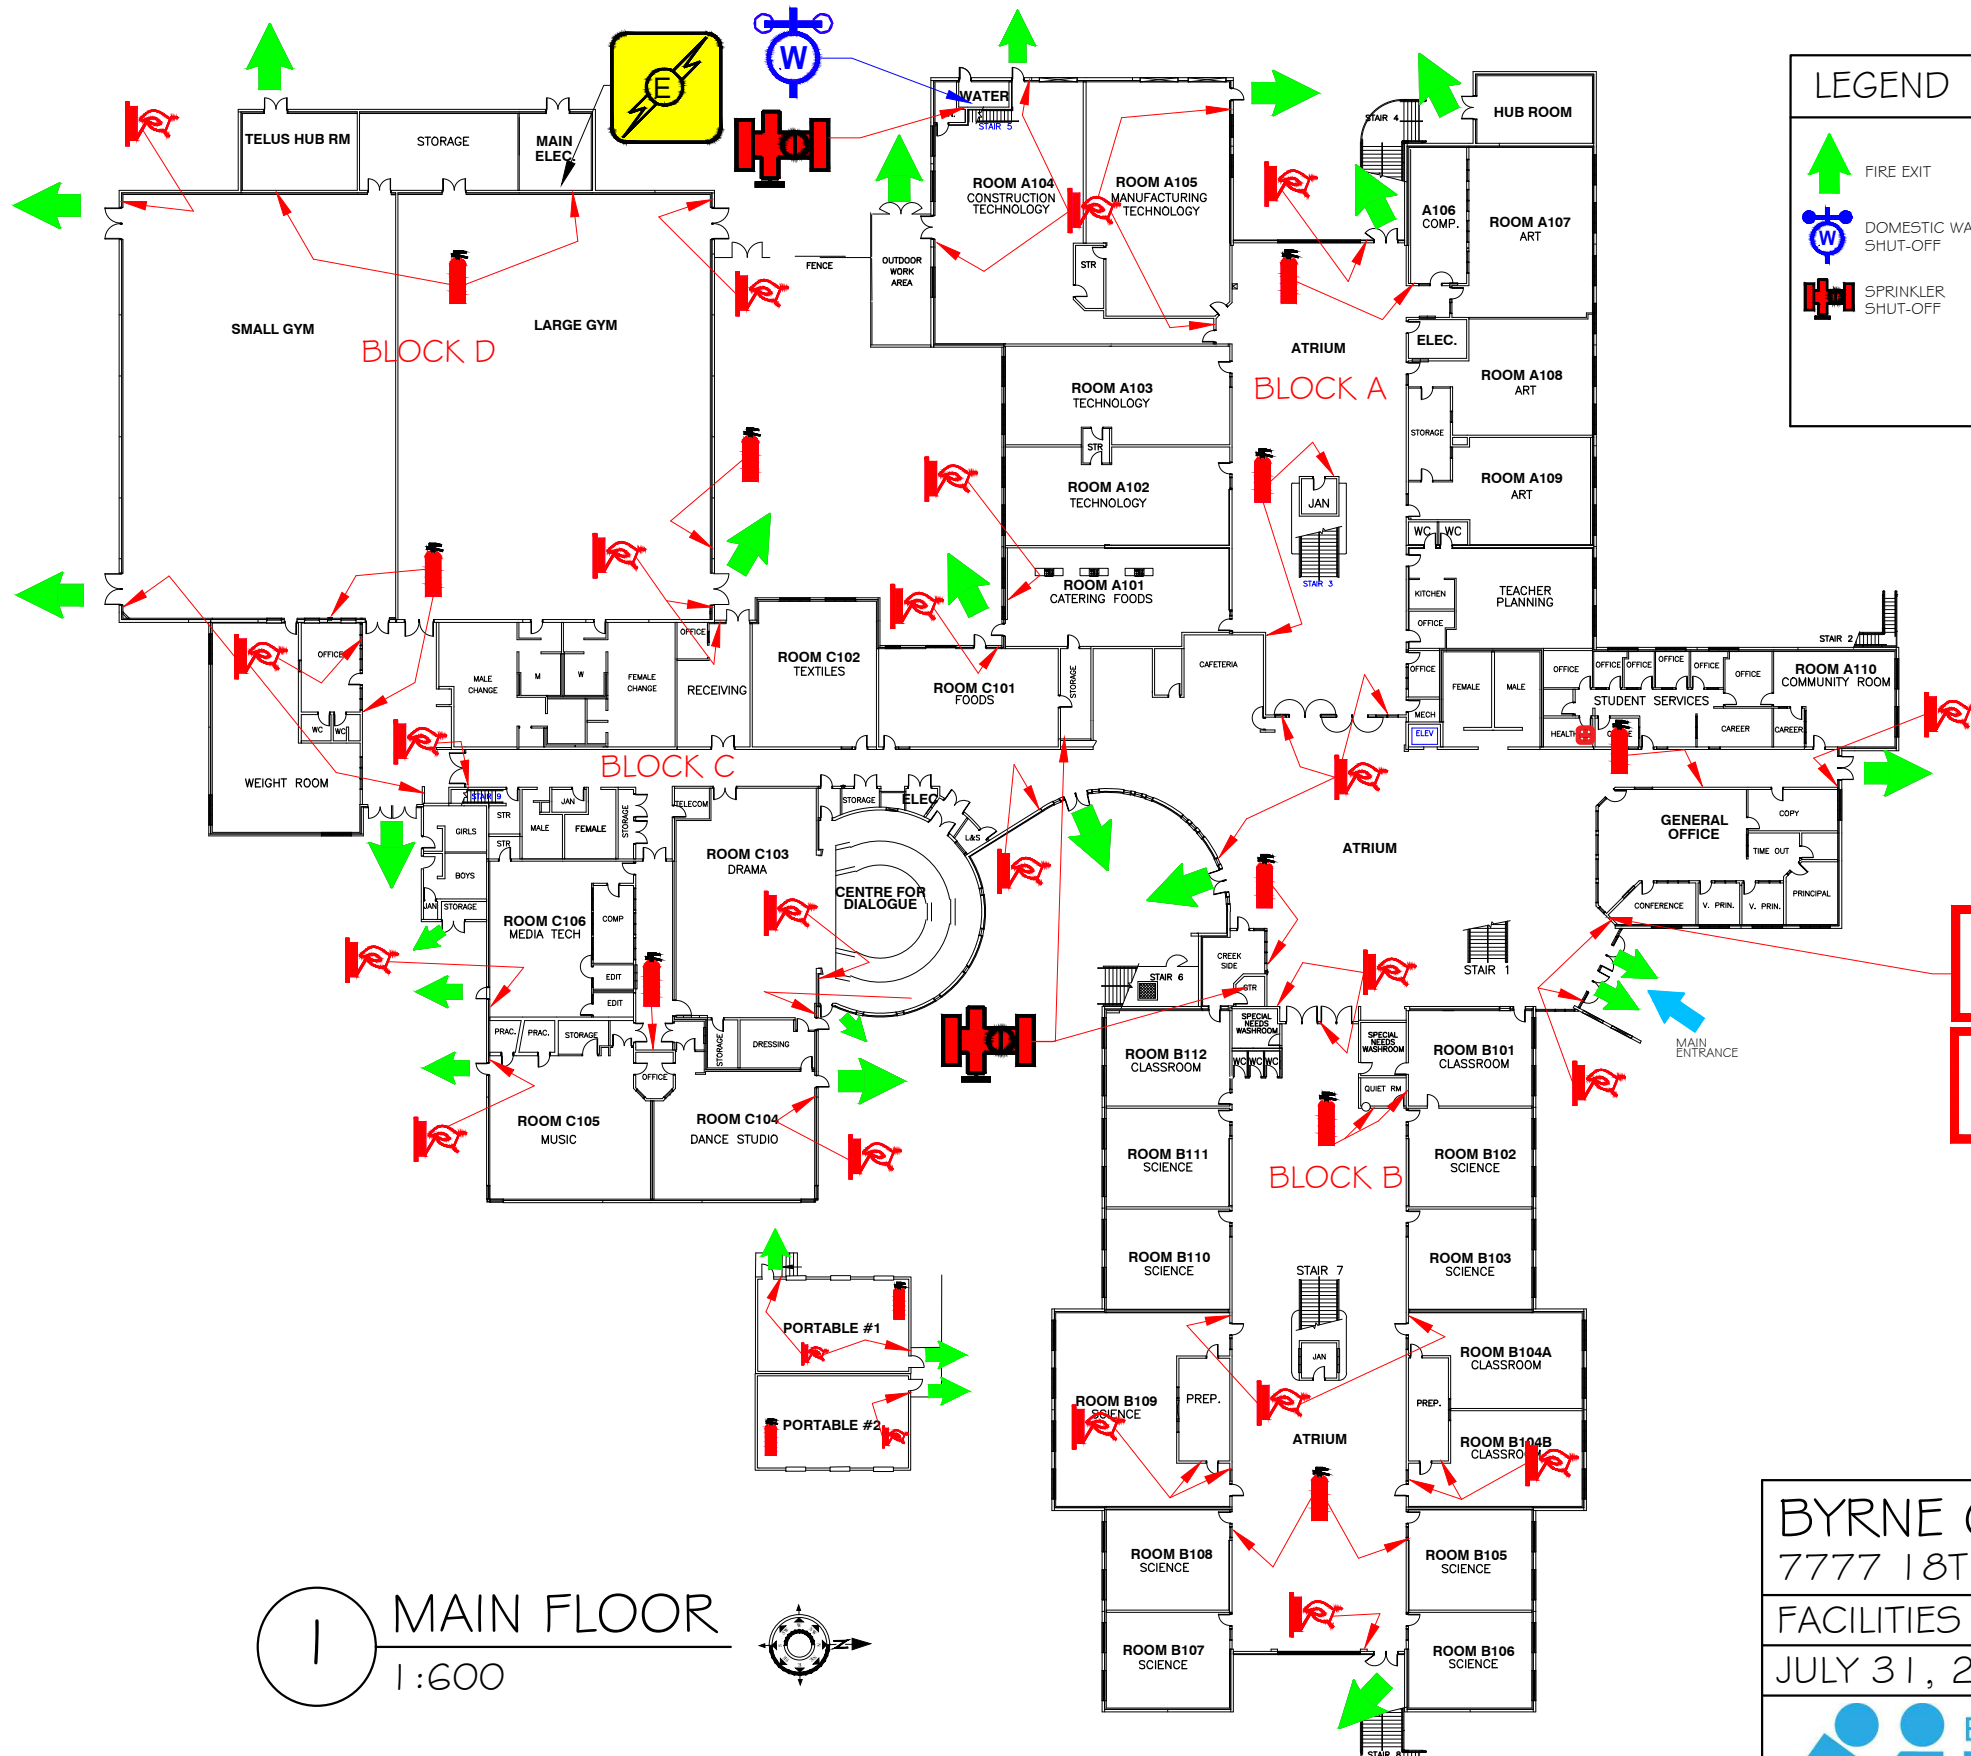 LEGEND
FIRE EXIT
DOMESTIC WA
SHUT-OFF
SPRINKLER
SHUT-OFF
E
W
W
TELUS HUB RM
STORAGE
MAIN
ELEC.
WATER
STAIR 5
STAIR 4
HUB ROOM
ROOM A104
CONSTRUCTION
TECHNOLOGY
ROOM A105
MANUFACTURING
TECHNOLOGY
A106
COMP.
ROOM A107
ART
STR
OUTDOOR
WORK
AREA
FENCE
SMALL GYM
LARGE GYM
BLOCK D
ATRIUM
BLOCK A
ELEC.
ROOM A103
TECHNOLOGY
ROOM A108
ART
STR
STORAGE
ROOM A102
TECHNOLOGY
ROOM A109
ART
JAN
WC
WC
STAIR 3
ROOM A101
CATERING FOODS
KITCHEN
TEACHER
PLANNING
OFFICE
STAIR 2
OFFICE
OFFICE
MALE
CHANGE
M
W
FEMALE
CHANGE
RECEIVING
ROOM C102
TEXTILES
ROOM C101
FOODS
STORAGE
CAFETERIA
OFFICE
FEMALE
MALE
OFFICE
OFFICE
OFFICE
OFFICE
OFFICE
OFFICE
ROOM A110
COMMUNITY ROOM
STUDENT SERVICES
MECH
ELEV
HEALTH
CAREER
CAREER
WC
WC
WEIGHT ROOM
BLOCK C
STAIR 9
STR
STR
JAN
MALE
FEMALE
STORAGE
TELECOM
STORAGE
ELEC
L&S
GIRLS
BOYS
JAN
STORAGE
ROOM C103
DRAMA
CENTRE FOR
DIALOGUE
ATRIUM
GENERAL
OFFICE
COPY
TIME OUT
PRINCIPAL
CONFERENCE
V. PRIN.
V. PRIN.
ROOM C106
MEDIA TECH
COMP
EDIT
EDIT
CREEK
SIDE
STR
STAIR 6
STAIR 1
MAIN
ENTRANCE
PRAC.
PRAC.
STORAGE
STORAGE
DRESSING
OFFICE
SPECIAL
NEEDS
WASHROOM
WC
WC
WC
SPECIAL
NEEDS
WASHROOM
QUIET RM
ROOM B112
CLASSROOM
ROOM B101
CLASSROOM
ROOM C105
MUSIC
ROOM C104
DANCE STUDIO
ROOM B111
SCIENCE
ROOM B102
SCIENCE
BLOCK B
ROOM B110
SCIENCE
ROOM B103
SCIENCE
STAIR 7
JAN
PORTABLE #1
PORTABLE #2
ROOM B109
SCIENCE
PREP.
PREP.
ROOM B104A
CLASSROOM
ATRIUM
ROOM B104B
CLASSROOM
ROOM B108
SCIENCE
ROOM B105
SCIENCE
ROOM B107
SCIENCE
ROOM B106
SCIENCE
STAIR 8
1
MAIN FLOOR
1:600
N
BYRNE
7777 18T
FACILITIES
JULY 31, 2